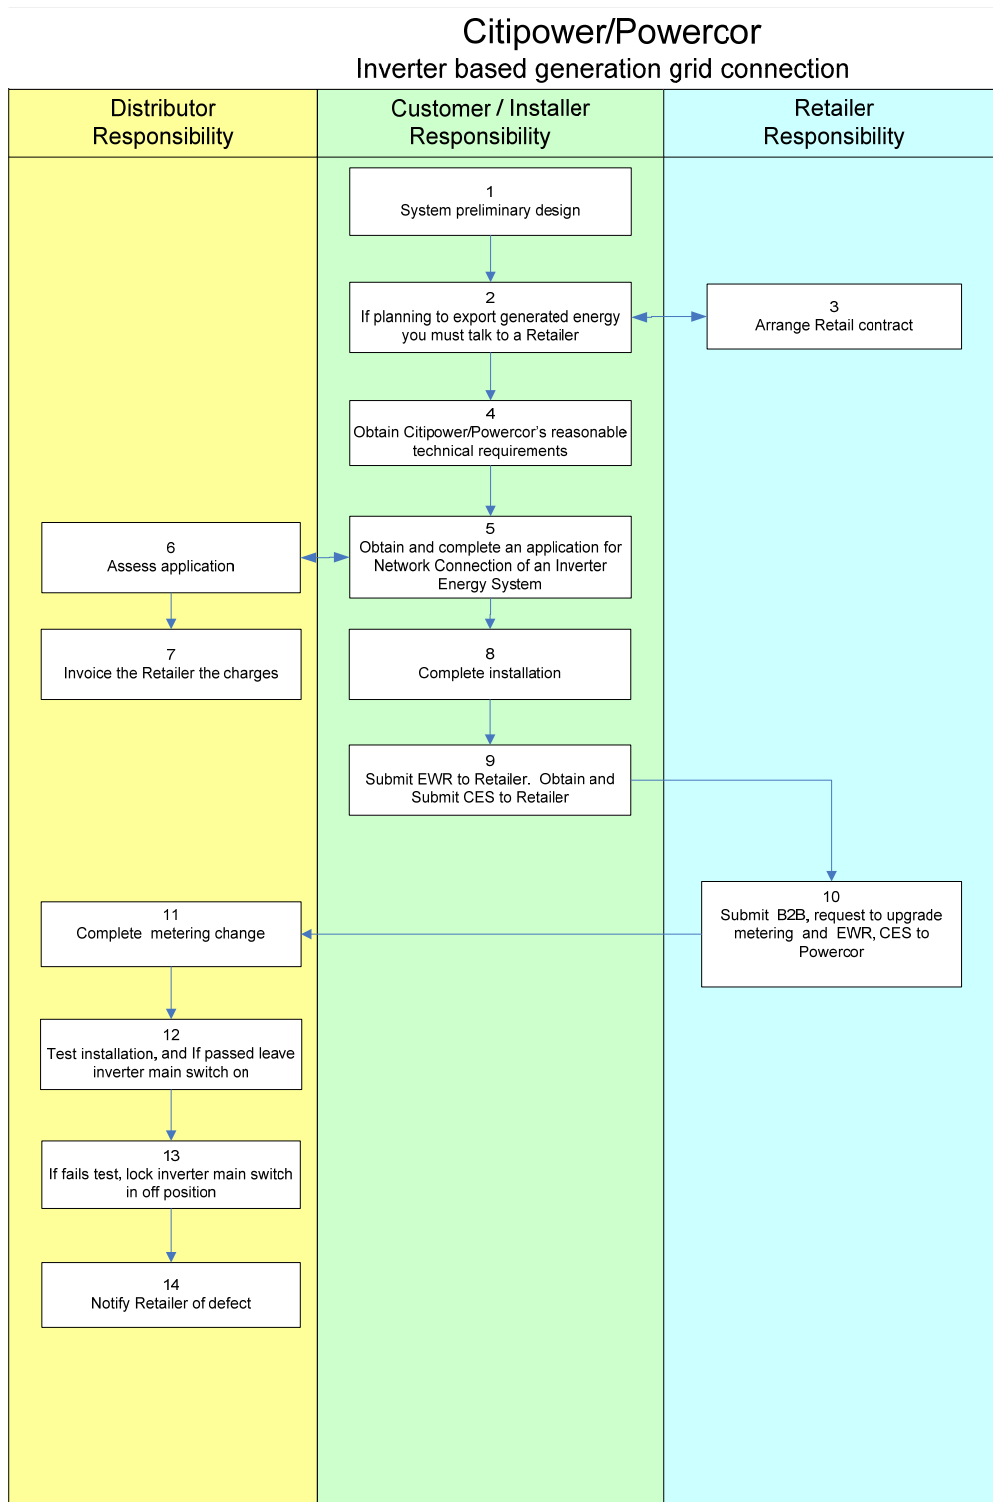 Citipower/Powercor
Inverter based generation grid connection
Distributor
Responsibility
Customer / Installer
Responsibility
Retailer
Responsibility
1
System preliminary design
2
If planning to export generated energy
you must talk to a Retailer
3
Arrange Retail contract
4
Obtain Citipower/Powercor's reasonable
technical requirements
5
Obtain and complete an application for
Network Connection of an Inverter
Energy System
6
Assess application
7
Invoice the Retailer the charges
8
Complete installation
9
Submit EWR to Retailer. Obtain and
Submit CES to Retailer
10
Submit B2B, request to upgrade
metering and EWR, CES to
Powercor
11
Complete metering change
12
Test installation, and If passed leave
inverter main switch on
13
If fails test, lock inverter main switch
in off position
14
Notify Retailer of defect